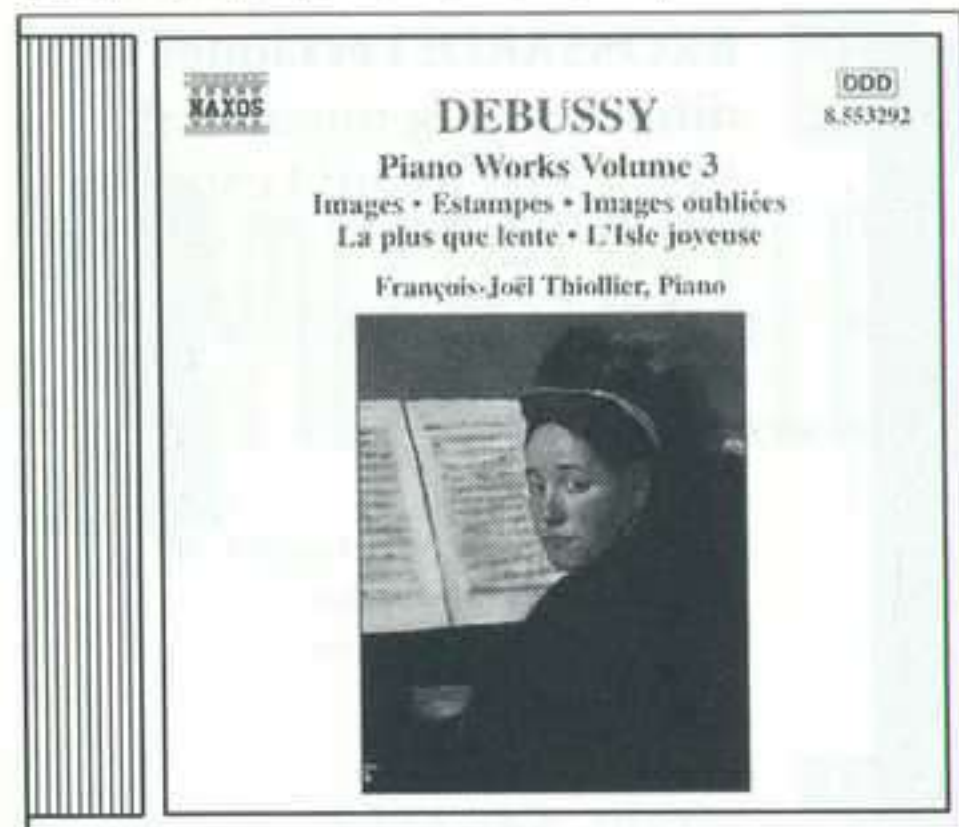 NAXOS
DDD
8.553292
DEBUSSY
Piano Works Volume 3
Images • Estampes • Images oubliées
La plus que lente • L'Isle joyeuse
François-Joël Thiollier, Piano